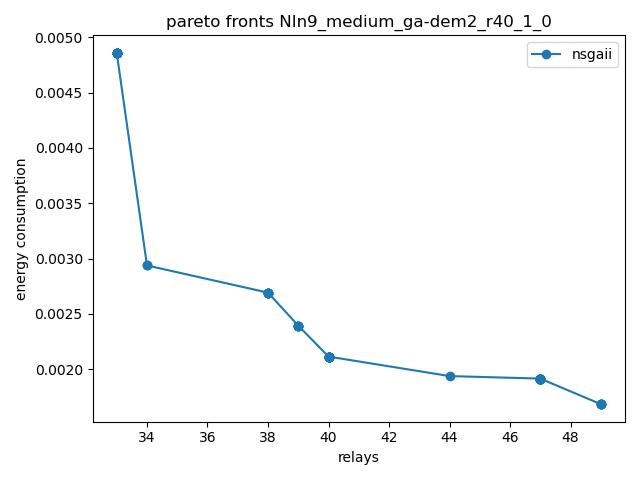 pareto fronts NIn9_medium_ga-dem2_r40_1_0
nsgaii
0.0050
0.0045
0.0040
0.0035
0.0030
0.0025
0.0020
energy consumption
34 36 38 40 42 44 46 48
relays